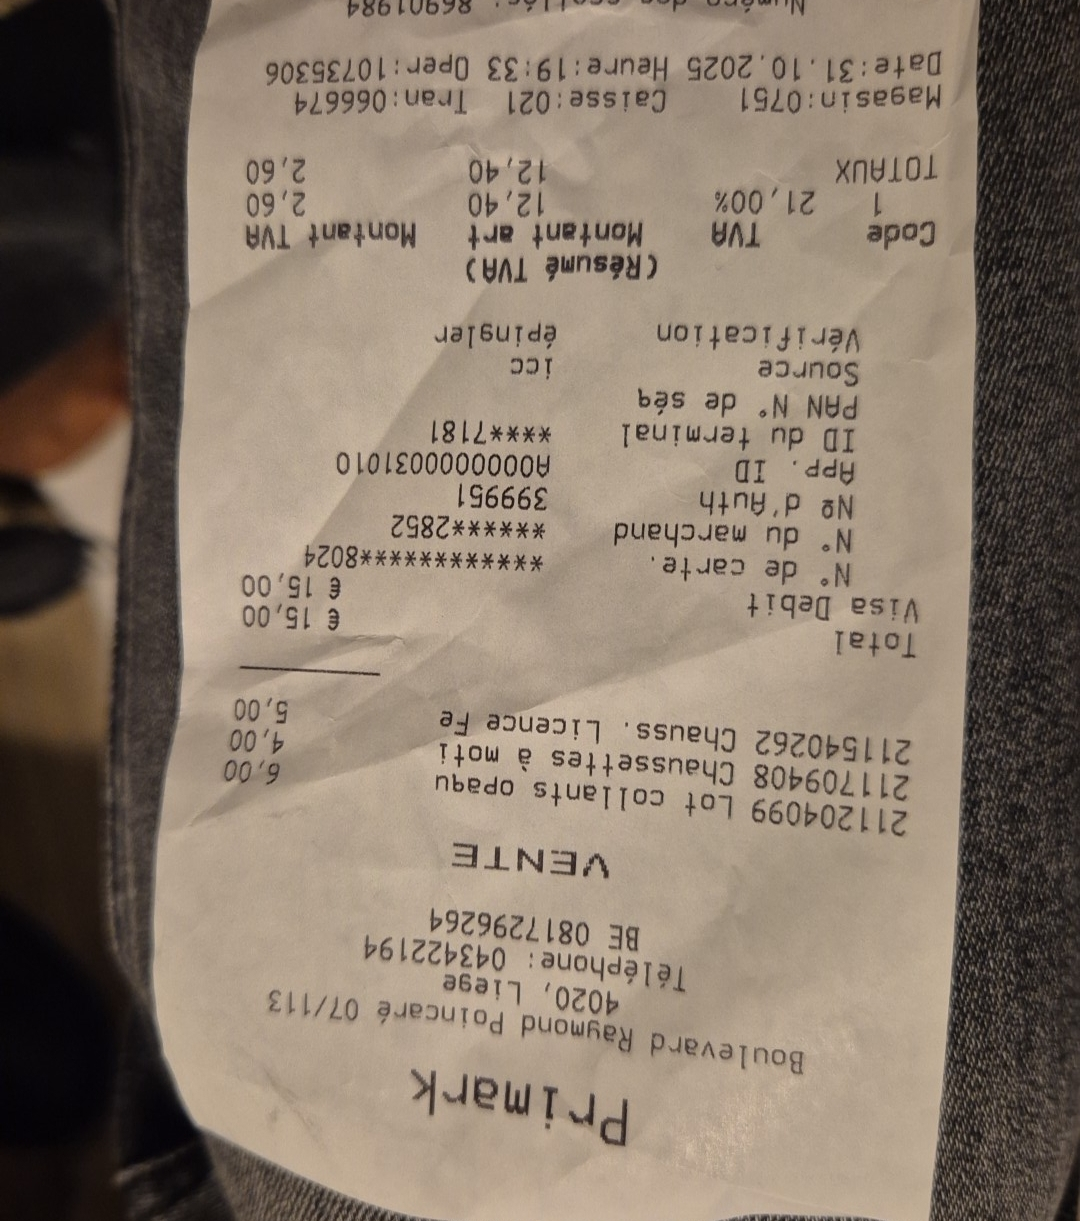 Primark
Boulevard Raymond Poincaré 07/113
4020, Liege
Téléphone: 043422194
BE 0817296264
VENTE
211204099 Lot collants opaqu 6,00
211709408 Chaussettes à moti 4,00
211540262 Chauss. Licence Fe 5,00
Total € 15,00
Visa Debit € 15,00
N° de carte. *************8024
N° du marchand *******2852
Nº d'Auth 399951
App. ID A0000000031010
ID du terminal ****7181
PAN N° de séq
Source icc
Vérification épingler
(Résumé TVA)
Code TVA Montant art Montant TVA
1 21,00% 12,40 2,60
TOTAUX 12,40 2,60
Magasin:0751 Caisse:021 Tran:066674
Date:31.10.2025 Heure:19:33 Oper:10735306
Numéro des 86901984